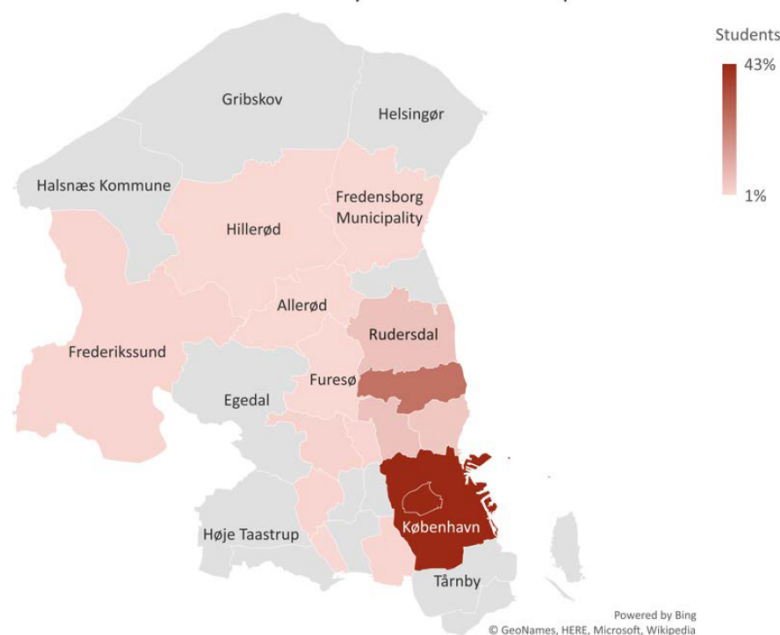 Students
43%
1%
Gribskov
Helsingør
Halsnæs Kommune
Fredensborg
Municipality
Hillerød
Allerød
Rudersdal
Frederikssund
Furesø
Egedal
København
Høje Taastrup
Tårnby
Powered by Bing
© GeoNames, HERE, Microsoft, Wikipedia